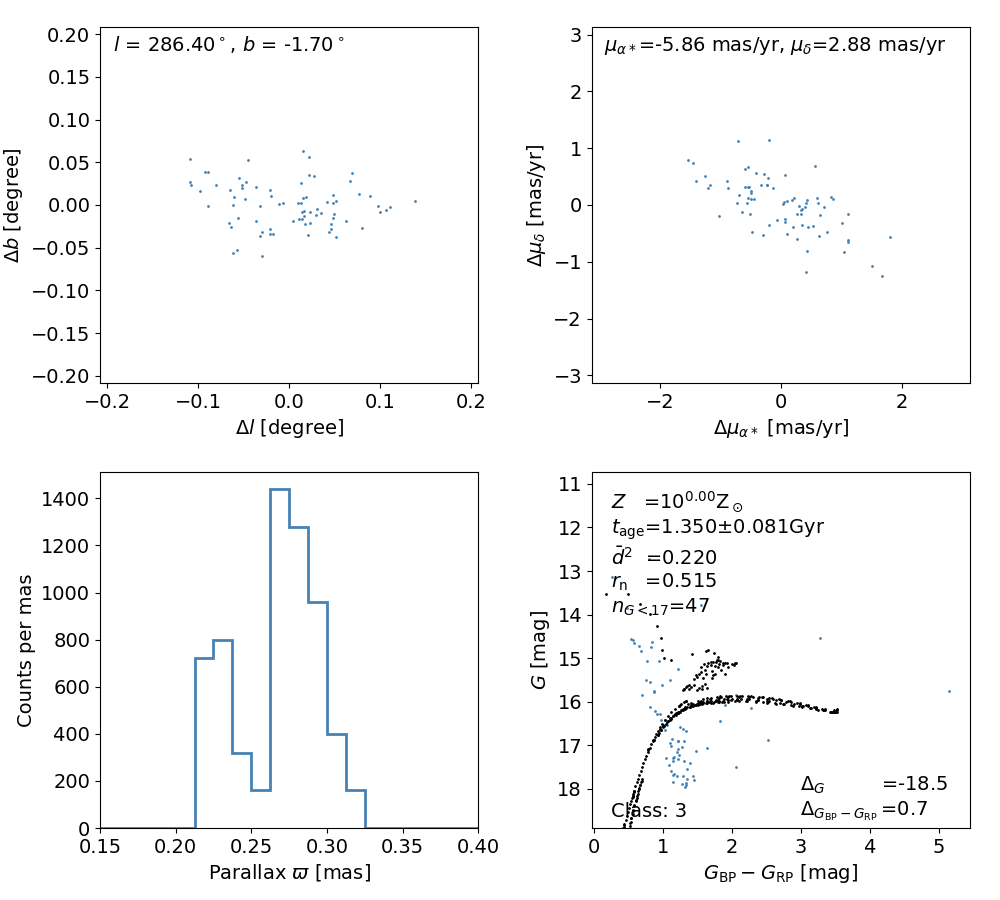 l = 286.40°, b = -1.70°
0.20
0.15
0.10
0.05
0.00
−0.05
−0.10
−0.15
−0.20
Δb [degree]
−0.2 −0.1 0.0 0.1 0.2
Δl [degree]
μα*=-5.86 mas/yr, μδ=2.88 mas/yr
3
2
1
0
−1
−2
−3
Δμδ [mas/yr]
−2 0 2
Δμα* [mas/yr]
1400
1200
1000
800
600
400
200
0
Counts per mas
0.15 0.20 0.25 0.30 0.35 0.40
Parallax ϖ [mas]
11
12
13
14
15
16
17
18
G [mag]
Z =10^0.00 Z⊙
t_age=1.350±0.081Gyr
d̄² =0.220
r_n =0.515
n_G<17=47
Δ_G =-18.5
Δ_GBP−GRP =0.7
Class: 3
0 1 2 3 4 5
G_BP − G_RP [mag]